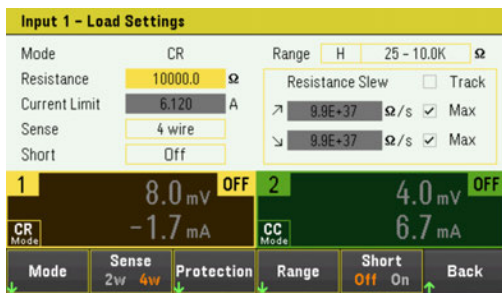 Input 1 – Load Settings
Mode CR Range H 25 – 10.0K Ω
Resistance 10000.0 Ω Resistance Slew Track
Current Limit 6.120 A 9.9E+37 Ω/s Max
Sense 4 wire 9.9E+37 Ω/s Max
Short Off
1 8.0 mV OFF 2 4.0 mV OFF
CR Mode −1.7 mA CC Mode 6.7 mA
Mode Sense 2w 4w Protection Range Short Off On Back